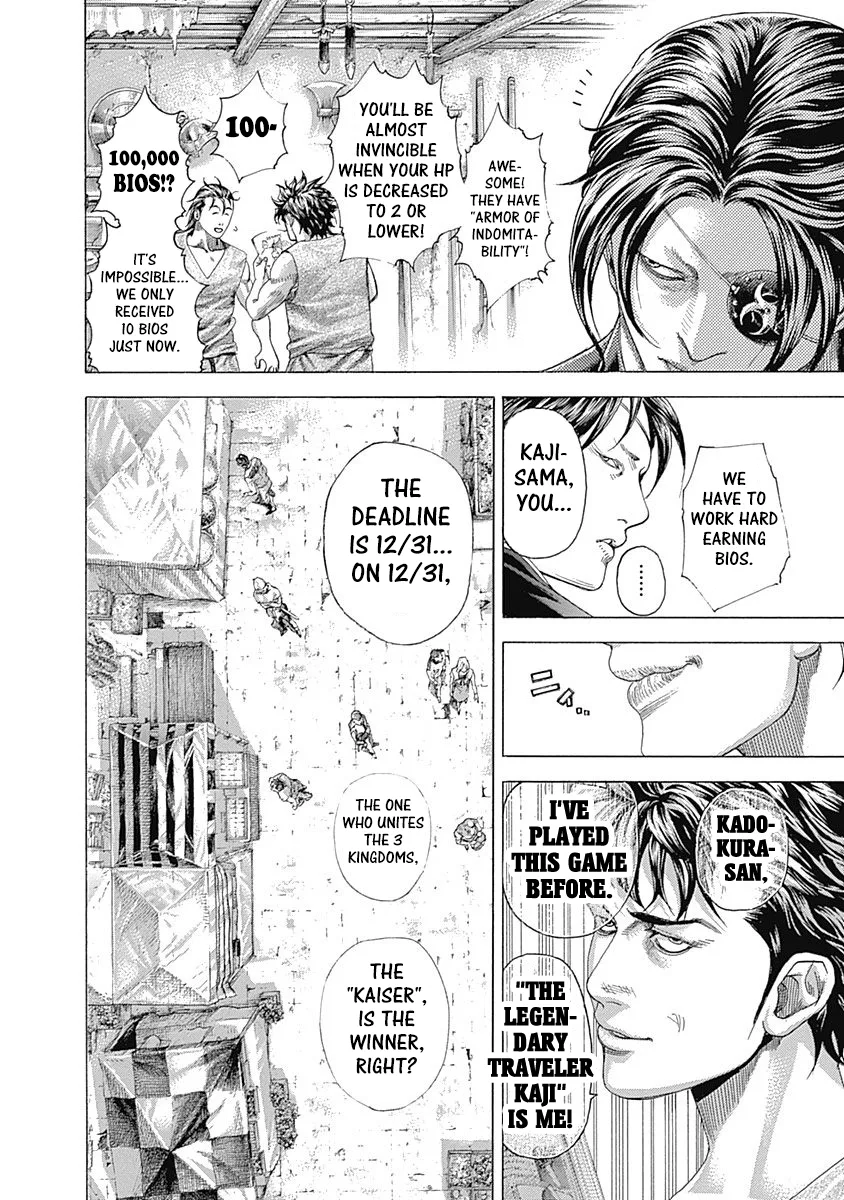 AWE-
SOME!
THEY HAVE
"ARMOR OF
INDOMITA-
BILITY"!
YOU'LL BE
ALMOST
INVINCIBLE
WHEN YOUR HP
IS DECREASED
TO 2 OR
LOWER!
100-
100,000
BIOS!?
IT'S
IMPOSSIBLE...
WE ONLY
RECEIVED
10 BIOS
JUST NOW.
WE
HAVE TO
WORK HARD
EARNING
BIOS.
KAJI-
SAMA,
YOU...
......
ニヤ..
KADO-
KURA-
SAN,
I'VE
PLAYED
THIS GAME
BEFORE.
"THE
LEGEN-
DARY
TRAVELER
KAJI"
IS ME!
THE
DEADLINE
IS 12/31...
ON 12/31,
THE ONE
WHO UNITES
THE 3
KINGDOMS,
THE
"KAISER",
IS THE
WINNER,
RIGHT?